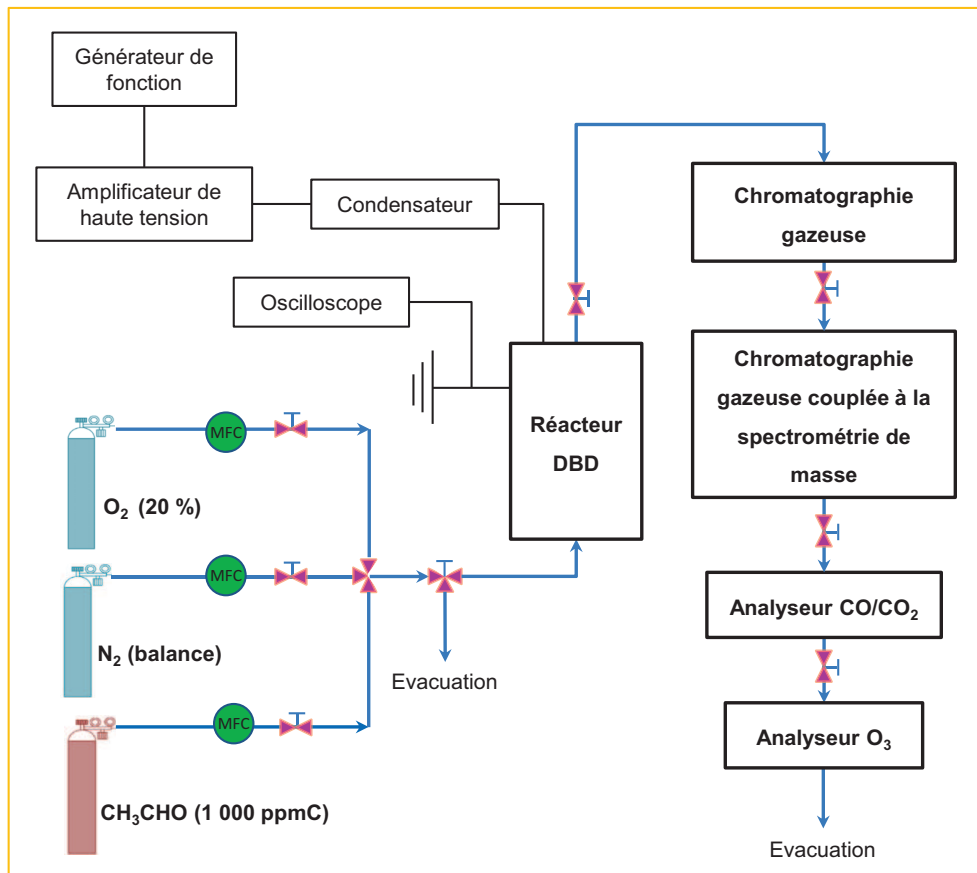 Générateur de
fonction
Amplificateur de
haute tension
Condensateur
Oscilloscope
Réacteur
DBD
MFC
O₂ (20 %)
MFC
N₂ (balance)
Evacuation
MFC
CH₃CHO (1 000 ppmC)
Chromatographie
gazeuse
Chromatographie
gazeuse couplée à la
spectrométrie de
masse
Analyseur CO/CO₂
Analyseur O₃
Evacuation